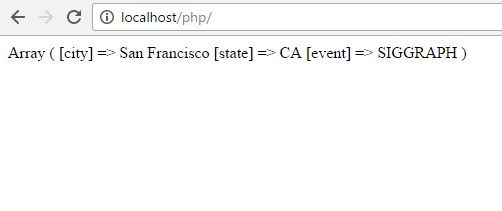 localhost/php/
Array ( [city] => San Francisco [state] => CA [event] => SIGGRAPH )